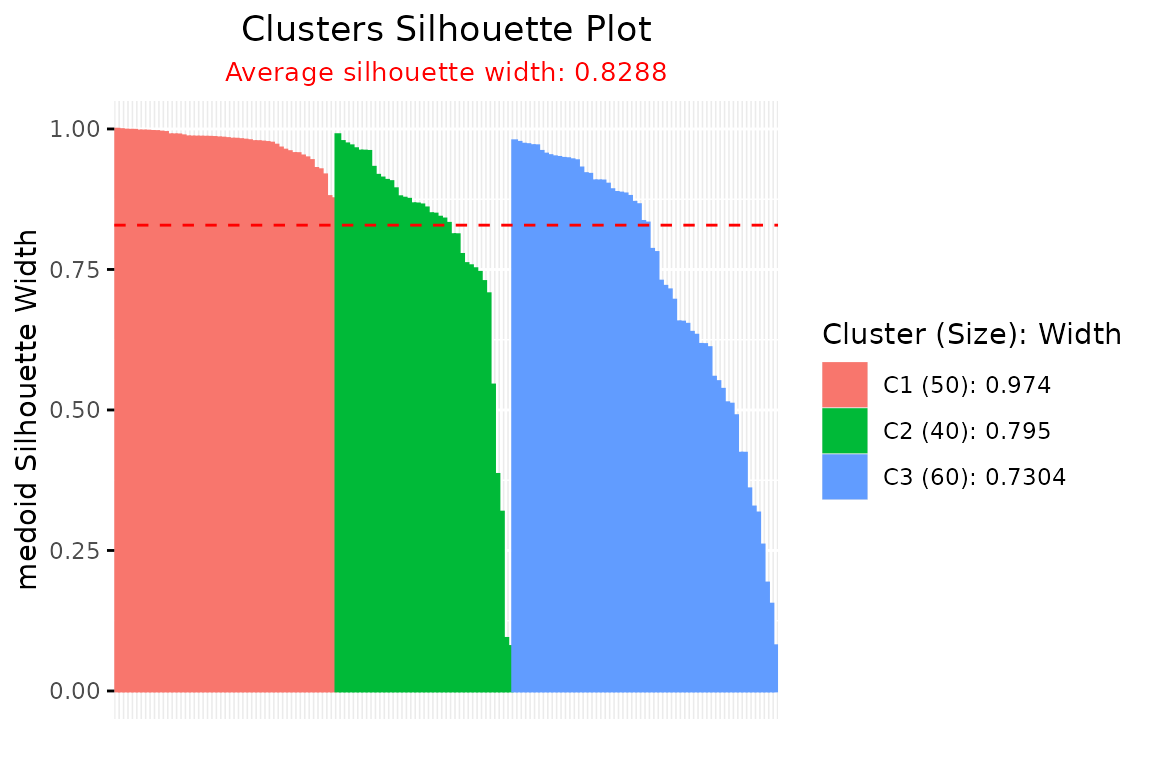 Clusters Silhouette Plot
Average silhouette width: 0.8288
medoid Silhouette Width
1.00
0.75
0.50
0.25
0.00
Cluster (Size): Width
C1 (50): 0.974
C2 (40): 0.795
C3 (60): 0.7304